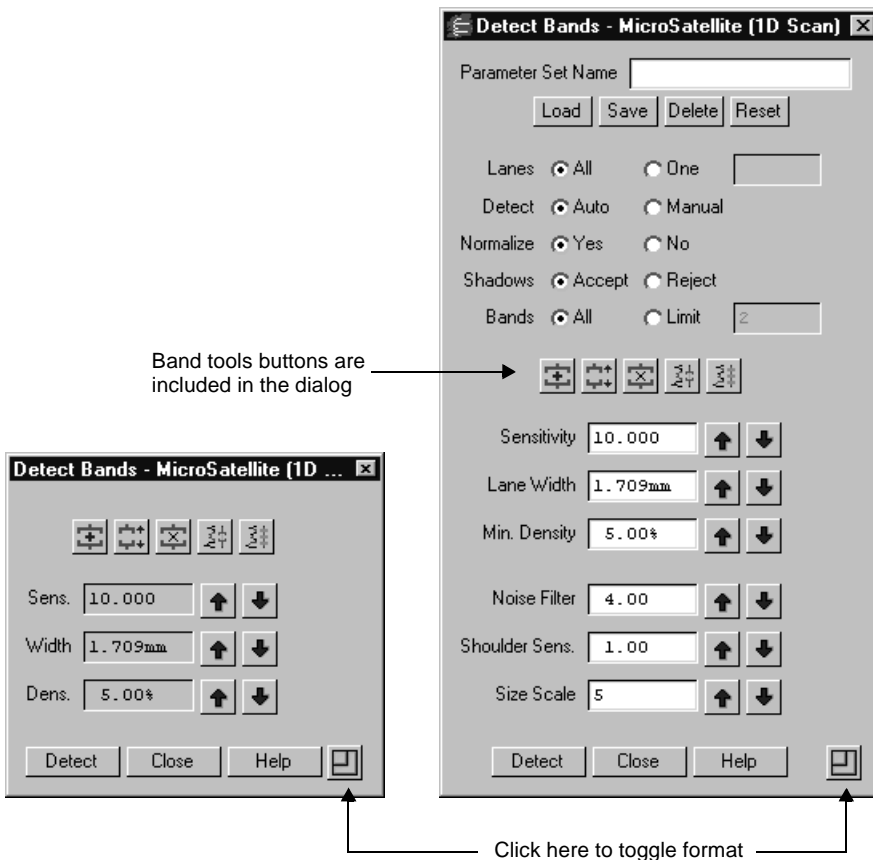 Detect Bands - MicroSatellite (1D Scan)
Parameter Set Name
Load Save Delete Reset
Lanes All One
Detect Auto Manual
Normalize Yes No
Shadows Accept Reject
Bands All Limit 2
Band tools buttons are
included in the dialog
Sensitivity 10.000
Lane Width 1.709mm
Min. Density 5.00%
Noise Filter 4.00
Shoulder Sens. 1.00
Size Scale 5
Detect Close Help
Detect Bands - MicroSatellite (1D ...
Sens. 10.000
Width 1.709mm
Dens. 5.00%
Detect Close Help
Click here to toggle format